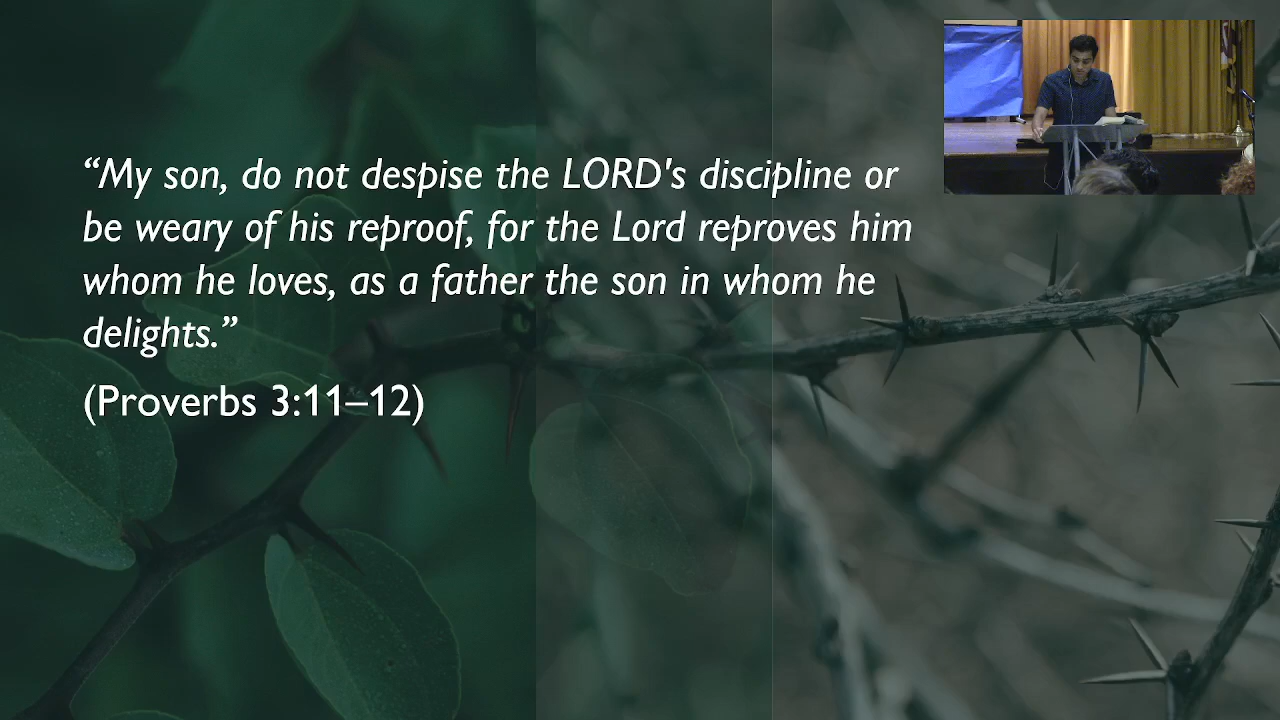 “My son, do not despise the LORD's discipline or
be weary of his reproof, for the Lord reproves him
whom he loves, as a father the son in whom he
delights.”
(Proverbs 3:11–12)